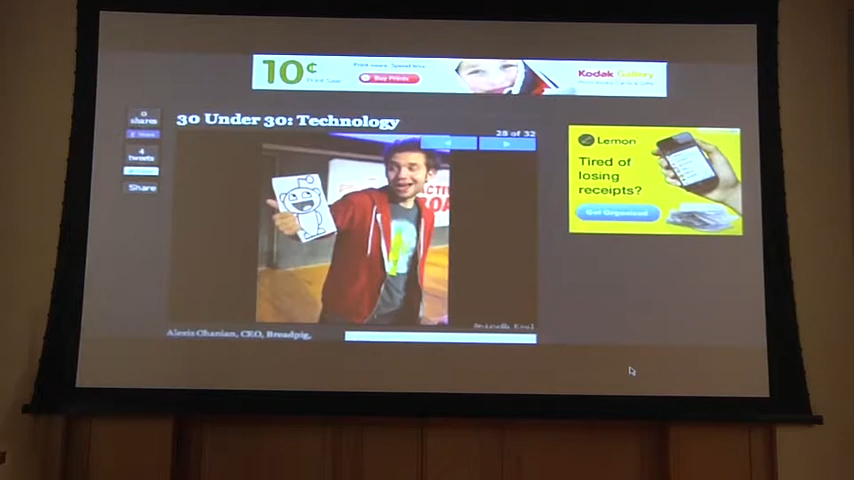 10¢
Buy Prints
Kodak Gallery
0
shares
30 Under 30: Technology
28 of 32
4
tweets
Share
Lemon
Tired of
losing
receipts?
Get Organized
ACTIV
Alexis Ohanian, CEO, Breadpig,